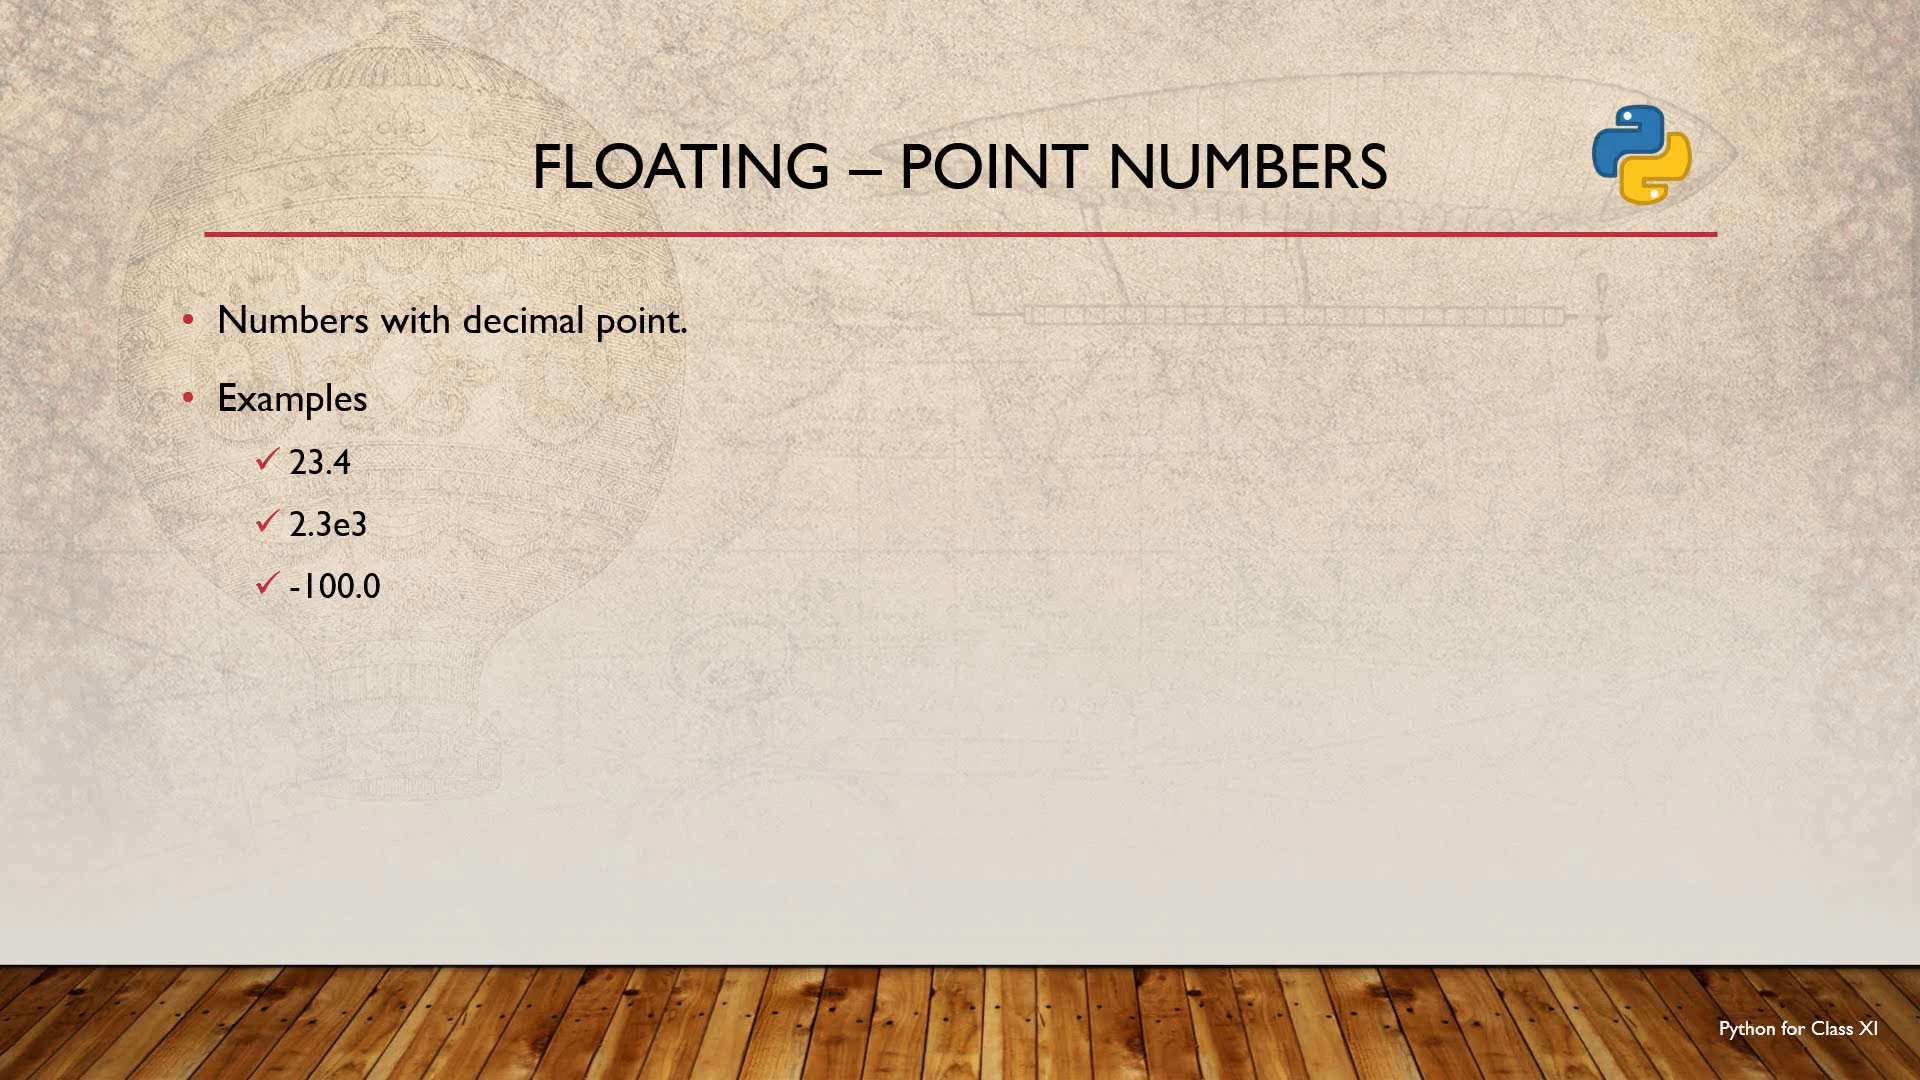 FLOATING – POINT NUMBERS
• Numbers with decimal point.
• Examples
✓ 23.4
✓ 2.3e3
✓ -100.0
Python for Class XI